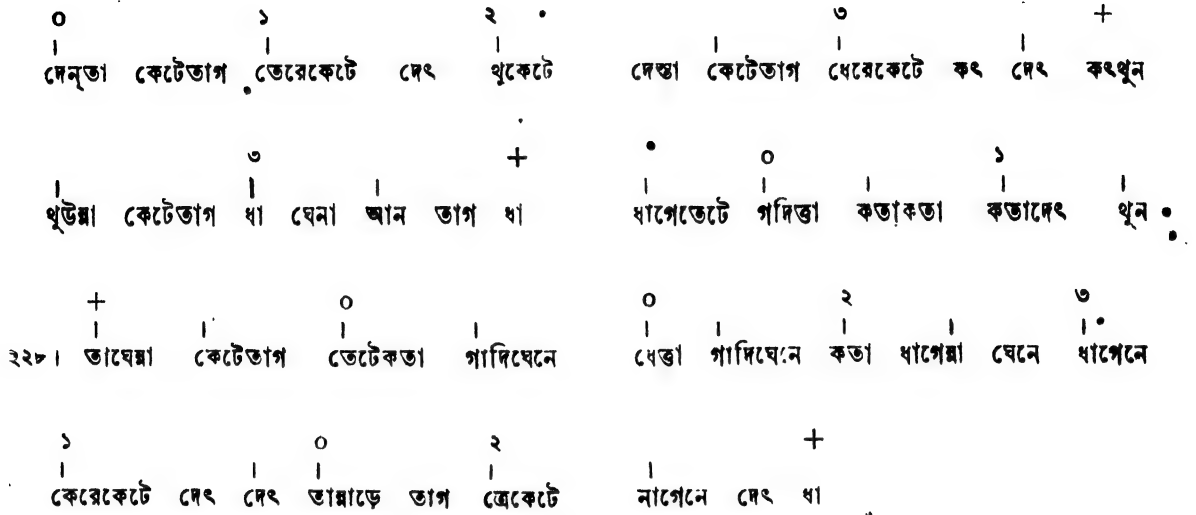 ০ ১ ২
। । ।
দেন্‌তা কেটেতাগ তেরেকেটে দেৎ থুকেটে
৩ +
। । । ।
দেন্তা কেটেতাগ ধেরেকেটে কৎ দেৎ কৎথুন
৩ +
। । । ।
থুউন্না কেটেতাগ ধা ঘেনা আন তাগ ধা
০ ১
। । । । ।
ধাগেতেটে গদিত্তা কতাকতা কতাদেৎ থুন
+ ০
। । । ।
২২৮। তাঘেন্না কেটেতাগ তেটেকতা গাদিঘেনে
০ ২ ৩
। । । । ।
ধেত্তা গাদিঘেনে কতা ধাগেন্না ঘেনে ধাগেনে
১ ০ ২
। । । ।
কেরেকেটে দেৎ দেৎ তান্নাড়ে তাগ ত্রেকেটে
+
। ।
নাগেনে দেৎ ধা